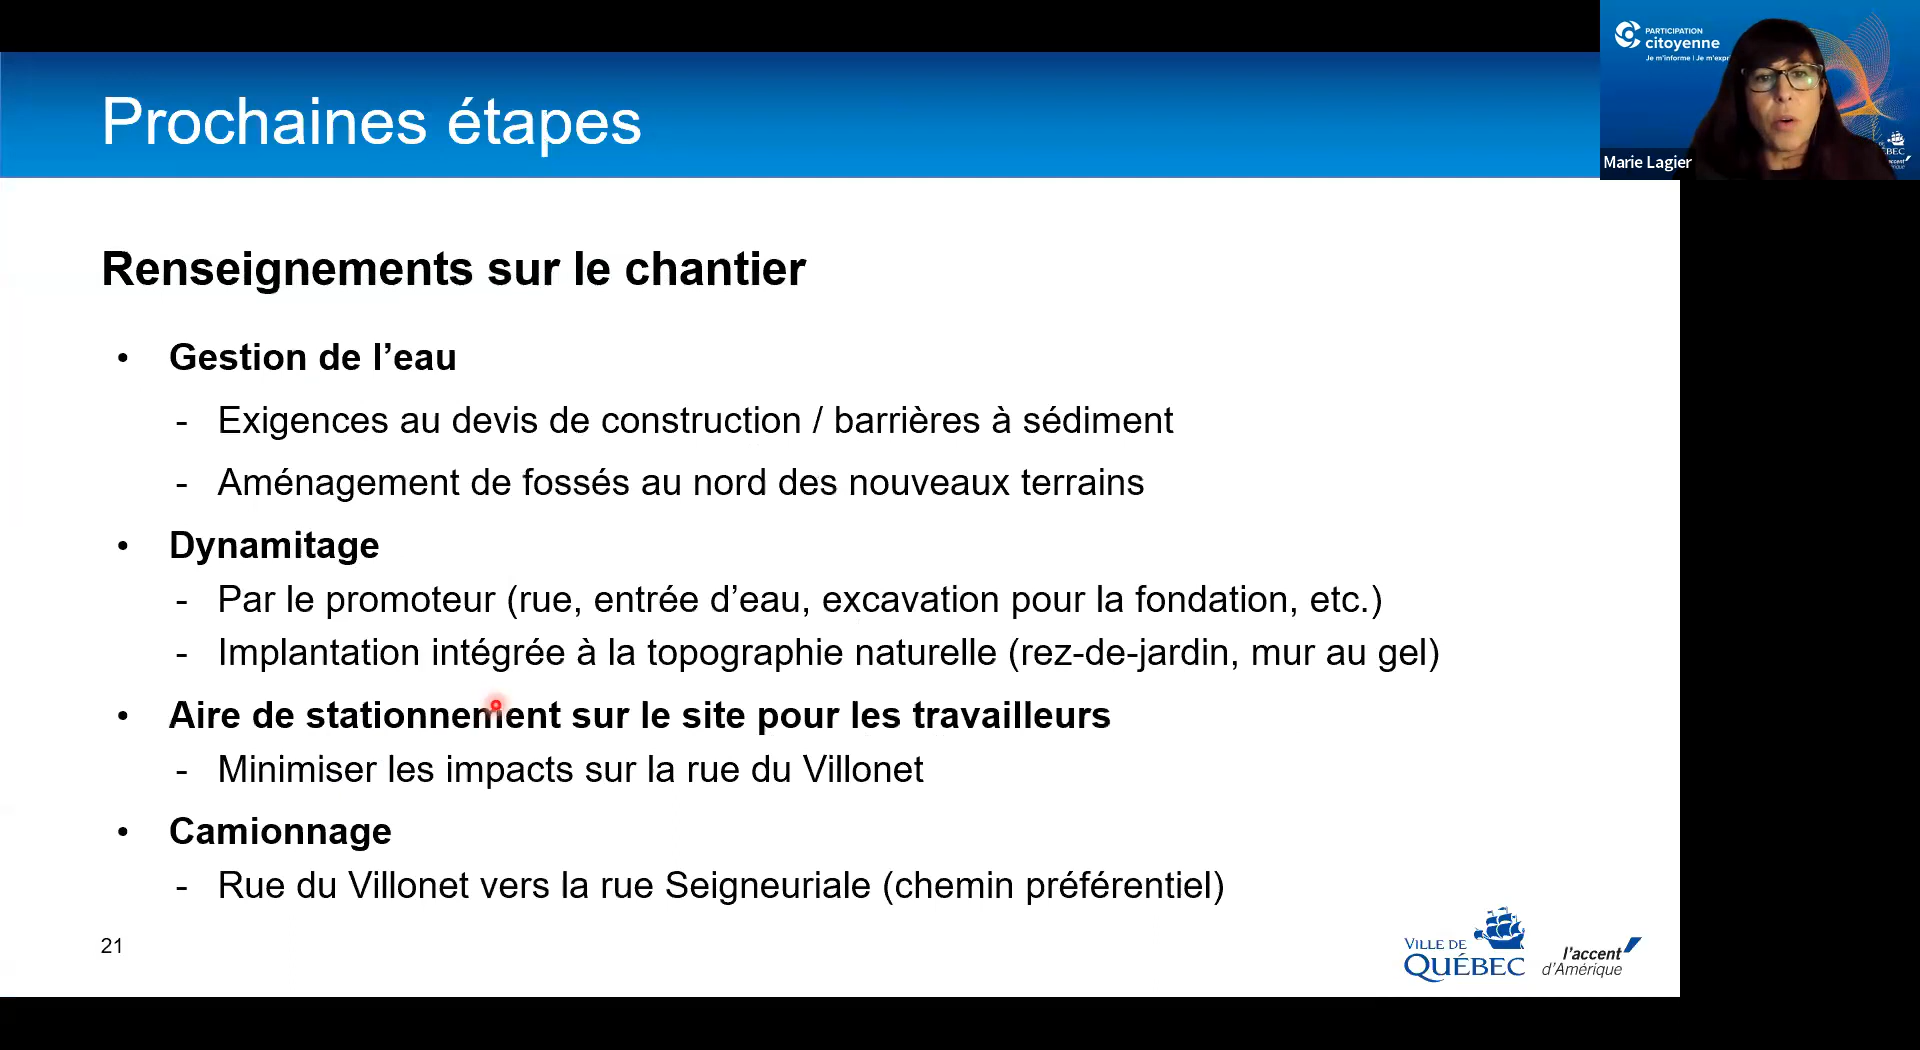 Prochaines étapes
PARTICIPATION
citoyenne
Je m'informe | Je m'expr
Marie Lagier
Renseignements sur le chantier
• Gestion de l’eau
- Exigences au devis de construction / barrières à sédiment
- Aménagement de fossés au nord des nouveaux terrains
• Dynamitage
- Par le promoteur (rue, entrée d’eau, excavation pour la fondation, etc.)
- Implantation intégrée à la topographie naturelle (rez-de-jardin, mur au gel)
• Aire de stationnement sur le site pour les travailleurs
- Minimiser les impacts sur la rue du Villonet
• Camionnage
- Rue du Villonet vers la rue Seigneuriale (chemin préférentiel)
21
VILLE DE
QUÉBEC
l’accent
d’Amérique